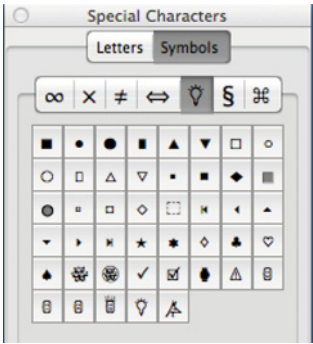 Special Characters
Letters Symbols
∞ × ≠ ⇔ § ⌘